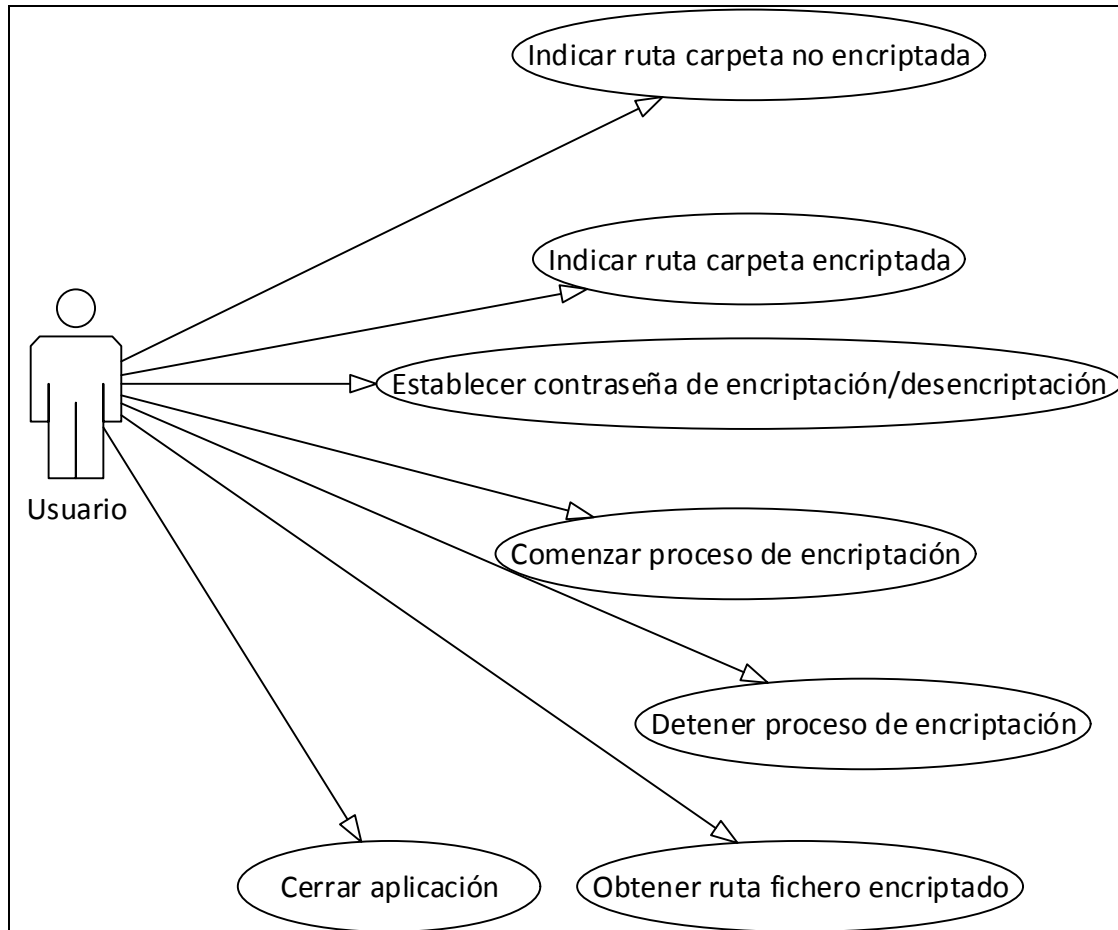 Indicar ruta carpeta no encriptada
Indicar ruta carpeta encriptada
Establecer contraseña de encriptación/desencriptación
Usuario
Comenzar proceso de encriptación
Detener proceso de encriptación
Cerrar aplicación
Obtener ruta fichero encriptado